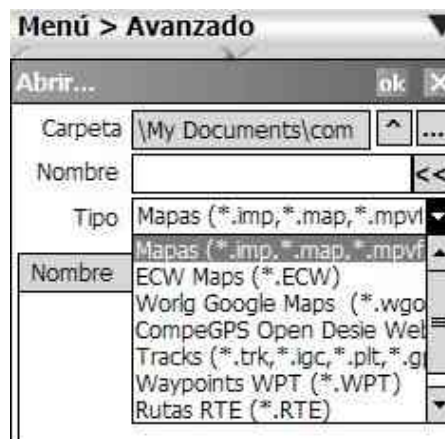 Menú > Avanzado
Abrir... ok
Carpeta \My Documents\com ^ ...
Nombre <<
Tipo Mapas (*.imp,*.map,*.mpvf
Nombre
Mapas (*.imp,*.map,*.mpvf
ECW Maps (*.ECW)
Worlg Google Maps (*.wgo
CompeGPS Open Desie Web
Tracks (*.trk,*.igc,*.plt,*.g
Waypoints WPT (*.WPT)
Rutas RTE (*.RTE)